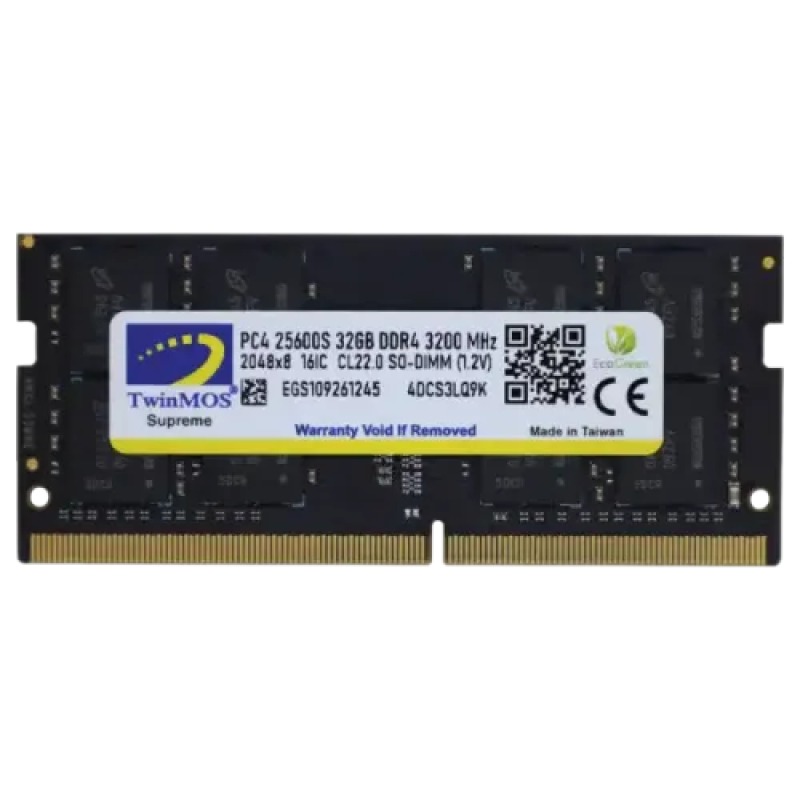 PC4 25600S 32GB DDR4 3200 MHz
2048x8 16IC CL22.0 SO-DIMM (1.2V)
EGS109261245 4DCS3LQ9K
TwinMOS®
Supreme
Warranty Void If Removed
EcoGreen
CE
Made in Taiwan